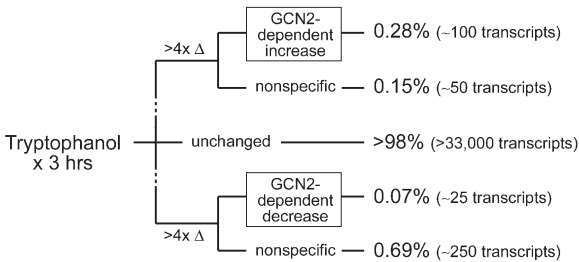 GCN2-
dependent
increase
0.28% (~100 transcripts)
>4x Δ
nonspecific
0.15% (~50 transcripts)
Tryptophanol
x 3 hrs
unchanged
>98% (>33,000 transcripts)
GCN2-
dependent
decrease
0.07% (~25 transcripts)
>4x Δ
nonspecific
0.69% (~250 transcripts)